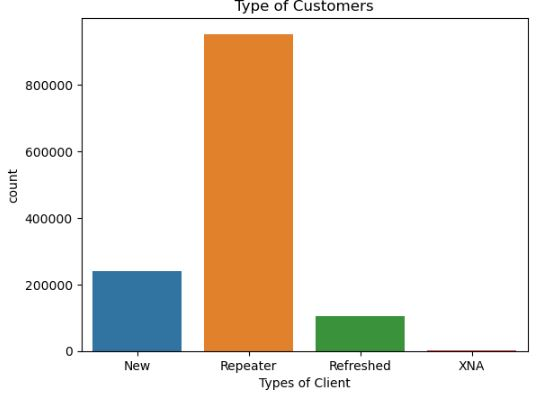 Type of Customers
800000
600000
400000
200000
0
count
New Repeater Refreshed XNA
Types of Client